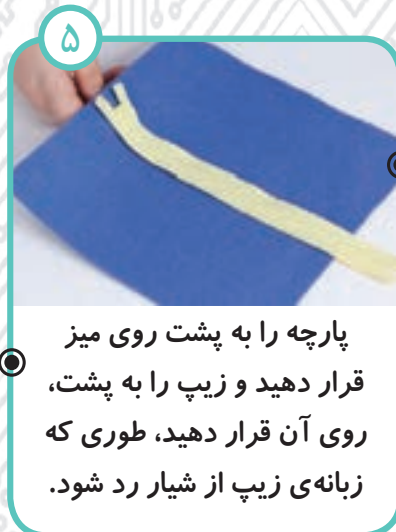 ۵
پارچه را به پشت روی میز
قرار دهید و زیپ را به پشت،
روی آن قرار دهید، طوری که
زبانه‌ی زیپ از شیار رد شود.